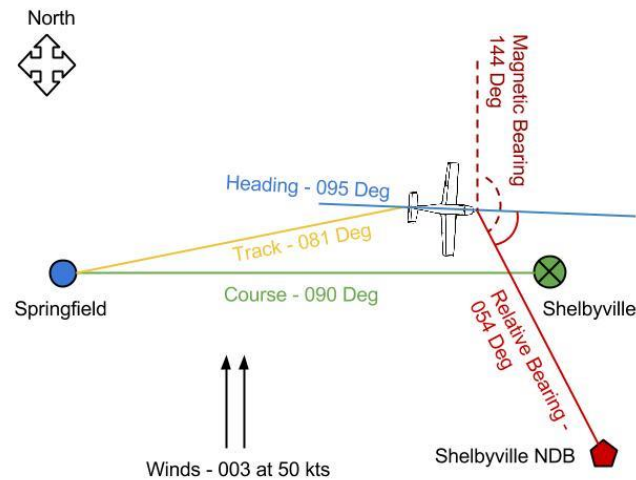 North
Magnetic Bearing
144 Deg
Heading - 095 Deg
Track - 081 Deg
Course - 090 Deg
Springfield
Shelbyville
Relative Bearing -
054 Deg
Shelbyville NDB
Winds - 003 at 50 kts